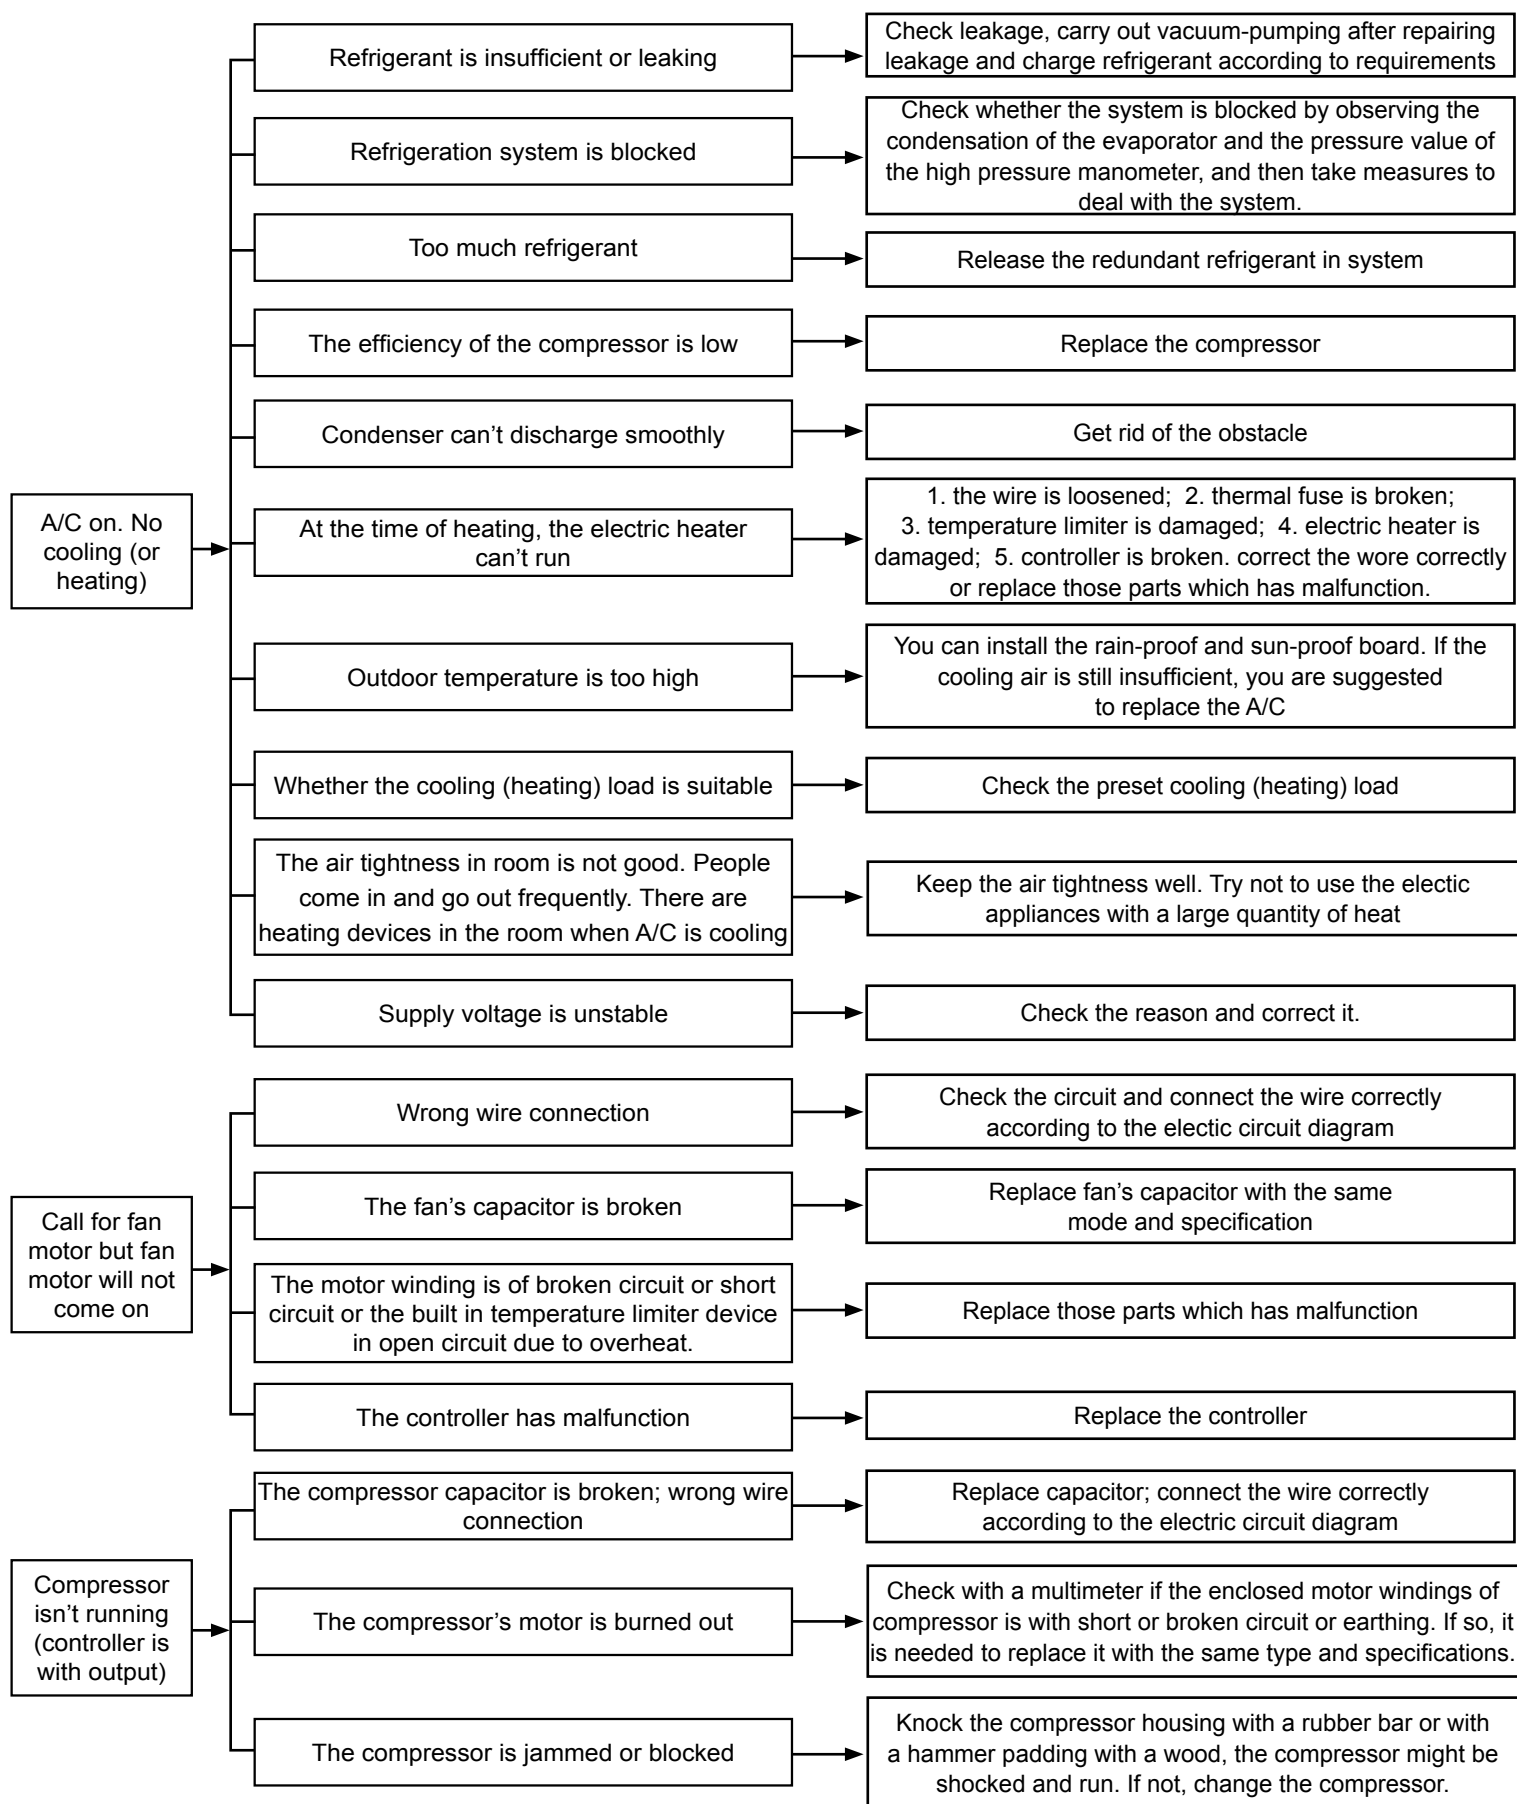 Refrigerant is insufficient or leaking
Check leakage, carry out vacuum-pumping after repairing
leakage and charge refrigerant according to requirements
Refrigeration system is blocked
Check whether the system is blocked by observing the
condensation of the evaporator and the pressure value of
the high pressure manometer, and then take measures to
deal with the system.
Too much refrigerant
Release the redundant refrigerant in system
The efficiency of the compressor is low
Replace the compressor
Condenser can’t discharge smoothly
Get rid of the obstacle
A/C on. No
cooling (or
heating)
At the time of heating, the electric heater
can’t run
1. the wire is loosened; 2. thermal fuse is broken;
3. temperature limiter is damaged; 4. electric heater is
damaged; 5. controller is broken. correct the wore correctly
or replace those parts which has malfunction.
Outdoor temperature is too high
You can install the rain-proof and sun-proof board. If the
cooling air is still insufficient, you are suggested
to replace the A/C
Whether the cooling (heating) load is suitable
Check the preset cooling (heating) load
The air tightness in room is not good. People
come in and go out frequently. There are
heating devices in the room when A/C is cooling
Keep the air tightness well. Try not to use the electic
appliances with a large quantity of heat
Supply voltage is unstable
Check the reason and correct it.
Call for fan
motor but fan
motor will not
come on
Wrong wire connection
Check the circuit and connect the wire correctly
according to the electic circuit diagram
The fan’s capacitor is broken
Replace fan’s capacitor with the same
mode and specification
The motor winding is of broken circuit or short
circuit or the built in temperature limiter device
in open circuit due to overheat.
Replace those parts which has malfunction
The controller has malfunction
Replace the controller
Compressor
isn’t running
(controller is
with output)
The compressor capacitor is broken; wrong wire
connection
Replace capacitor; connect the wire correctly
according to the electric circuit diagram
The compressor’s motor is burned out
Check with a multimeter if the enclosed motor windings of
compressor is with short or broken circuit or earthing. If so, it
is needed to replace it with the same type and specifications.
The compressor is jammed or blocked
Knock the compressor housing with a rubber bar or with
a hammer padding with a wood, the compressor might be
shocked and run. If not, change the compressor.